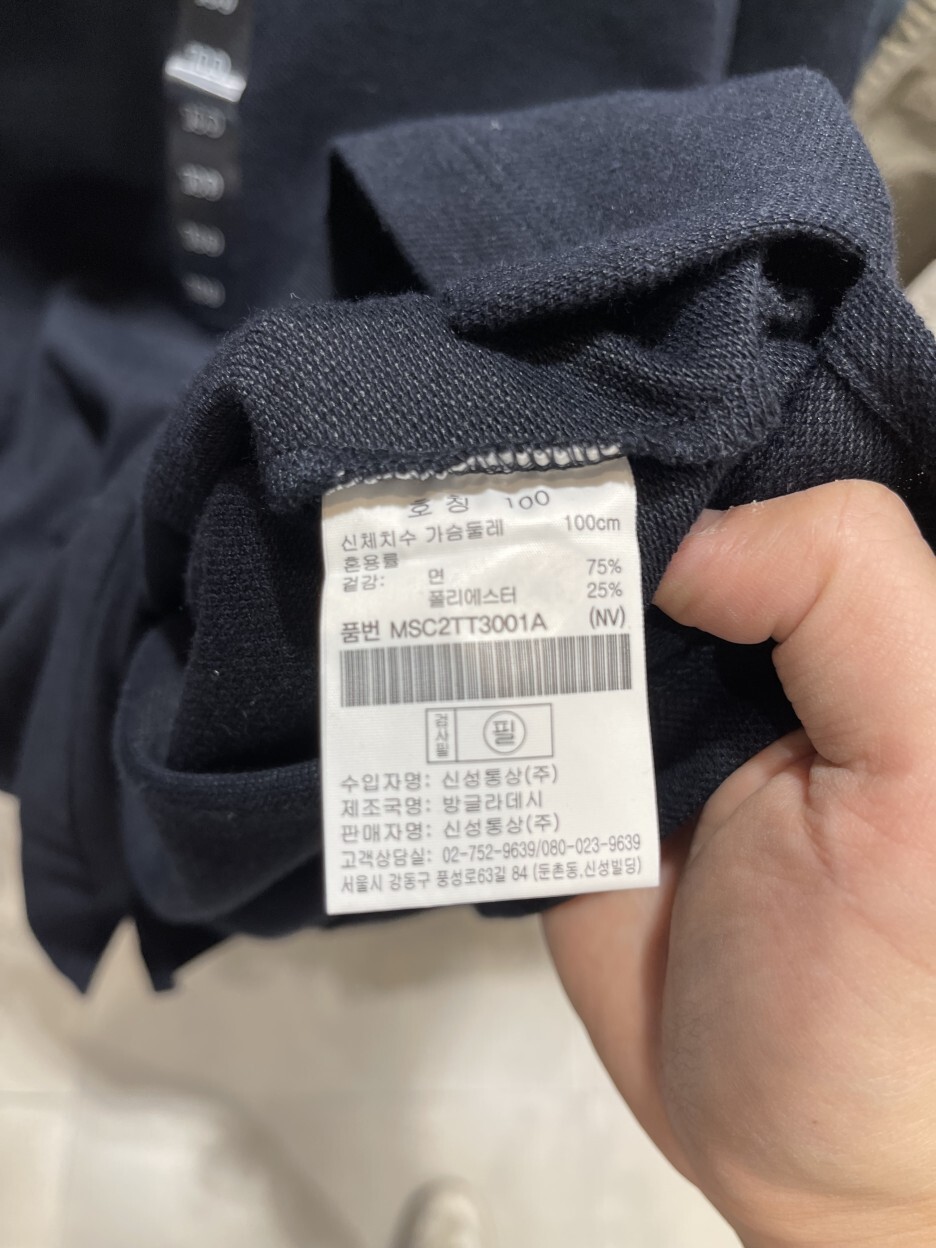 100
호칭 100
신체치수 가슴둘레 100cm
혼용률
겉감: 면 75%
폴리에스터 25%
품번 MSC2TT3001A (NV)
검사필 필
수입자명: 신성통상(주)
제조국명: 방글라데시
판매자명: 신성통상(주)
고객상담실: 02-752-9639/080-023-9639
서울시 강동구 풍성로63길 84 (둔촌동,신성빌딩)